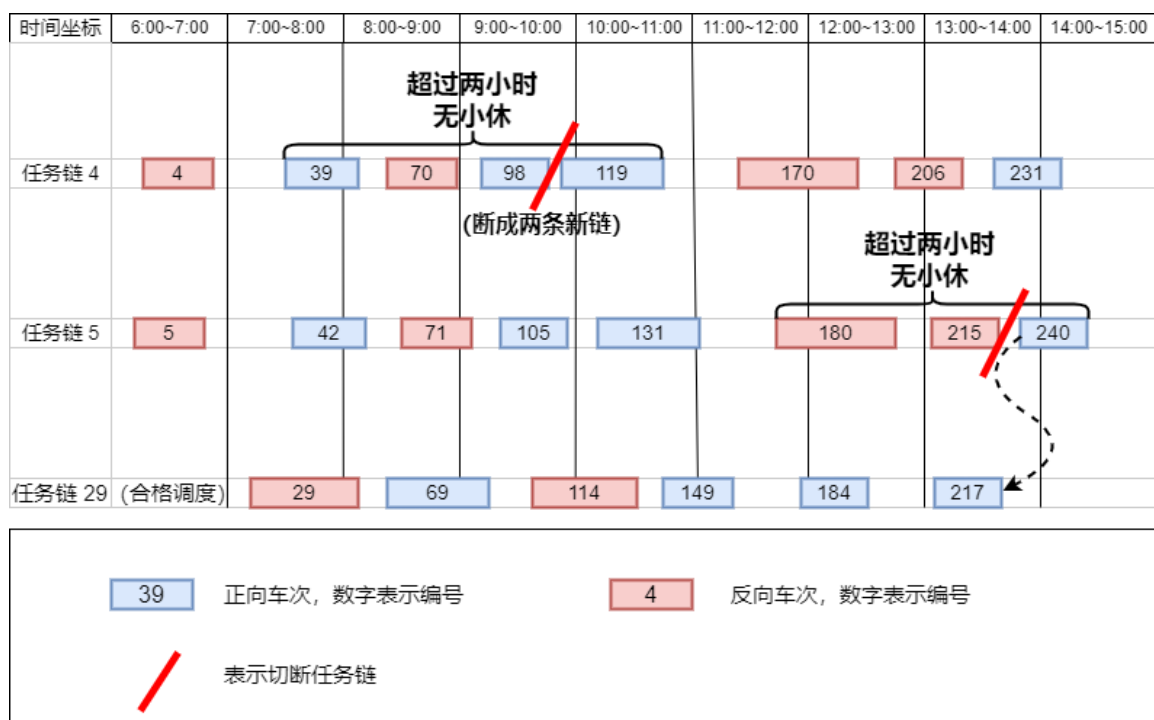 时间坐标 6:00~7:00 7:00~8:00 8:00~9:00 9:00~10:00 10:00~11:00 11:00~12:00 12:00~13:00 13:00~14:00 14:00~15:00
超过两小时
无小休
任务链 4 4 39 70 98 119 170 206 231
(断成两条新链)
超过两小时
无小休
任务链 5 5 42 71 105 131 180 215 240
任务链 29 (合格调度) 29 69 114 149 184 217
39 正向车次，数字表示编号 4 反向车次，数字表示编号
表示切断任务链